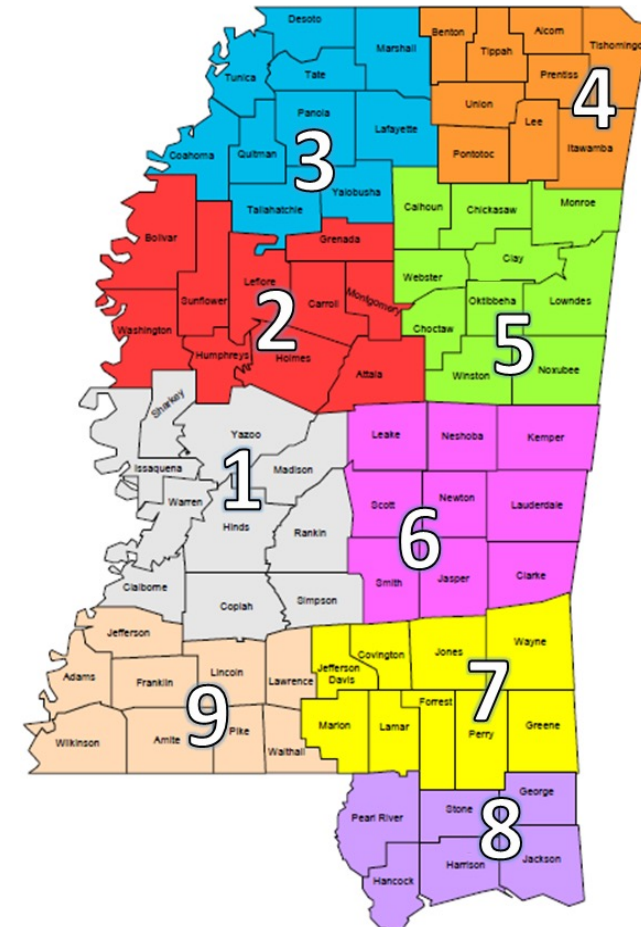 Desoto
Marshall
Benton
Tippah
Alcorn
Tishomingo
Tunica
Tate
Prentiss
Panola
Lafayette
Union
Lee
4
Itawamba
Coahoma
Quitman
3
Pontotoc
Yalobusha
Tallahatchie
Calhoun
Chickasaw
Monroe
Bolivar
Grenada
Clay
Webster
Leflore
Sunflower
Carroll
Montgomery
Oktibbeha
Lowndes
Washington
2
Choctaw
5
Humphreys
Holmes
Attala
Winston
Noxubee
Sharkey
Yazoo
Leake
Neshoba
Kemper
Issaquena
1
Madison
Warren
Hinds
Rankin
Scott
Newton
Lauderdale
6
Claiborne
Copiah
Simpson
Smith
Jasper
Clarke
Jefferson
Adams
Franklin
Lincoln
Lawrence
Jefferson
Davis
Covington
Jones
Wayne
9
7
Wilkinson
Amite
Pike
Walthall
Marion
Lamar
Forrest
Perry
Greene
Pearl River
Stone
George
8
Hancock
Harrison
Jackson